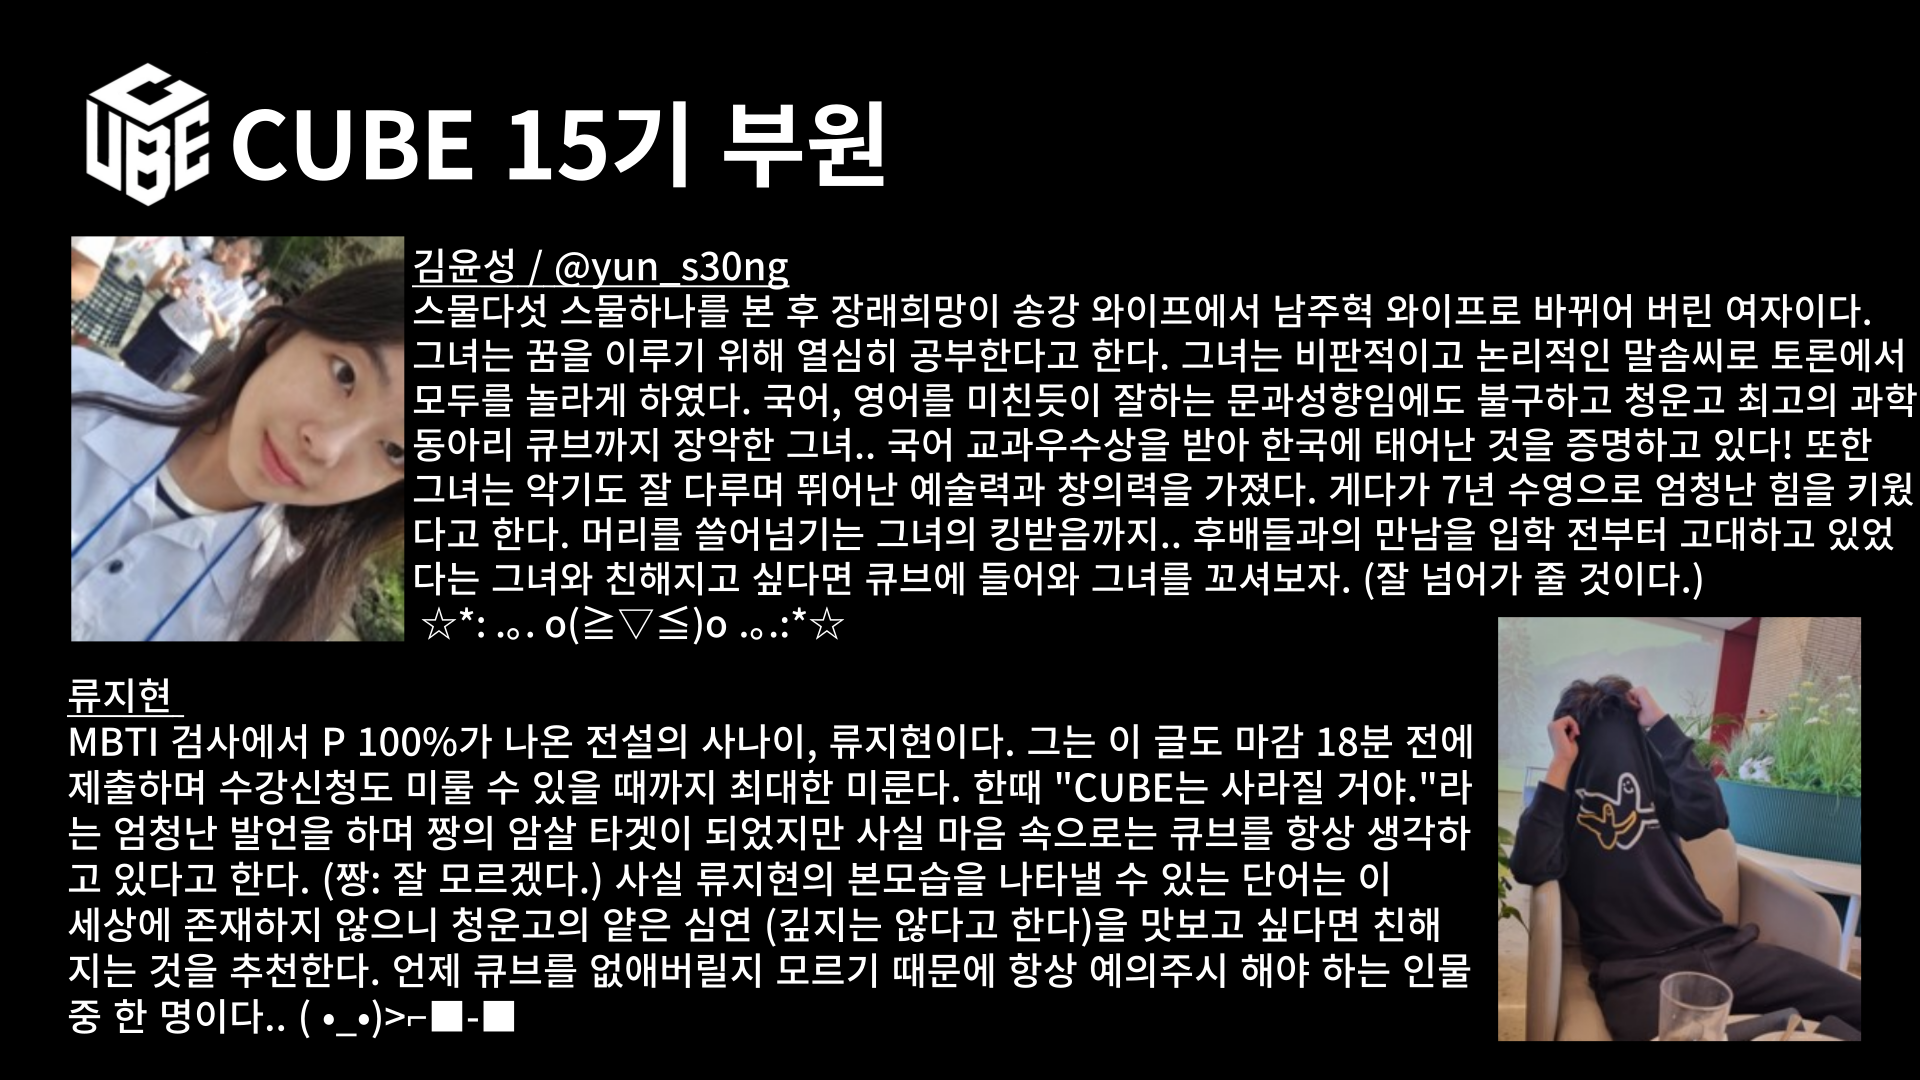 CUBE
CUBE 15기 부원
김윤성 / @yun_s30ng
스물다섯 스물하나를 본 후 장래희망이 송강 와이프에서 남주혁 와이프로 바뀌어 버린 여자이다.
그녀는 꿈을 이루기 위해 열심히 공부한다고 한다. 그녀는 비판적이고 논리적인 말솜씨로 토론에서
모두를 놀라게 하였다. 국어, 영어를 미친듯이 잘하는 문과성향임에도 불구하고 청운고 최고의 과학
동아리 큐브까지 장악한 그녀.. 국어 교과우수상을 받아 한국에 태어난 것을 증명하고 있다! 또한
그녀는 악기도 잘 다루며 뛰어난 예술력과 창의력을 가졌다. 게다가 7년 수영으로 엄청난 힘을 키웠
다고 한다. 머리를 쓸어넘기는 그녀의 킹받음까지.. 후배들과의 만남을 입학 전부터 고대하고 있었
다는 그녀와 친해지고 싶다면 큐브에 들어와 그녀를 꼬셔보자. (잘 넘어가 줄 것이다.)
☆*: .｡. o(≧▽≦)o .｡.:*☆
류지현
MBTI 검사에서 P 100%가 나온 전설의 사나이, 류지현이다. 그는 이 글도 마감 18분 전에
제출하며 수강신청도 미룰 수 있을 때까지 최대한 미룬다. 한때 "CUBE는 사라질 거야."라
는 엄청난 발언을 하며 짱의 암살 타겟이 되었지만 사실 마음 속으로는 큐브를 항상 생각하
고 있다고 한다. (짱: 잘 모르겠다.) 사실 류지현의 본모습을 나타낼 수 있는 단어는 이
세상에 존재하지 않으니 청운고의 얕은 심연 (깊지는 않다고 한다)을 맛보고 싶다면 친해
지는 것을 추천한다. 언제 큐브를 없애버릴지 모르기 때문에 항상 예의주시 해야 하는 인물
중 한 명이다.. ( •_•)>⌐■-■